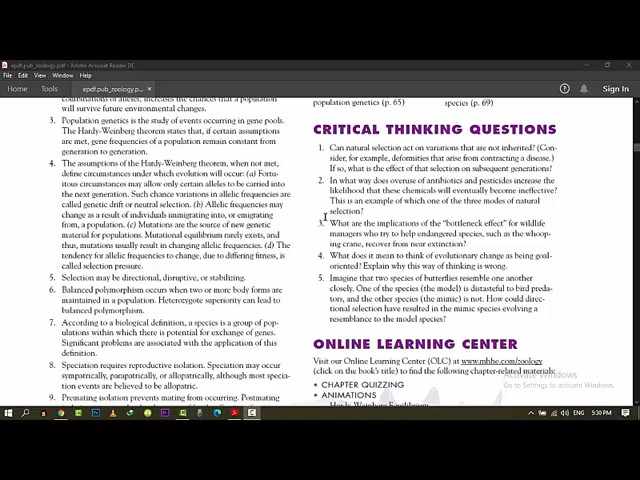 epdf.pub_zoology.pdf - Adobe Acrobat Reader DC
File Edit View Window Help
Home Tools epdf.pub_zoology.p... × Sign In
combinations of alleles, increases the chances that a population
will survive future environmental changes.
3. Population genetics is the study of events occurring in gene pools.
The Hardy-Weinberg theorem states that, if certain assumptions
are met, gene frequencies of a population remain constant from
generation to generation.
4. The assumptions of the Hardy-Weinberg theorem, when not met,
define circumstances under which evolution will occur: (a) Fortu-
itous circumstances may allow only certain alleles to be carried into
the next generation. Such chance variations in allelic frequencies are
called genetic drift or neutral selection. (b) Allelic frequencies may
change as a result of individuals immigrating into, or emigrating
from, a population. (c) Mutations are the source of new genetic
material for populations. Mutational equilibrium rarely exists, and
thus, mutations usually result in changing allelic frequencies. (d) The
tendency for allelic frequencies to change, due to differing fitness, is
called selection pressure.
5. Selection may be directional, disruptive, or stabilizing.
6. Balanced polymorphism occurs when two or more body forms are
maintained in a population. Heterozygote superiority can lead to
balanced polymorphism.
7. According to a biological definition, a species is a group of pop-
ulations within which there is potential for exchange of genes.
Significant problems are associated with the application of this
definition.
8. Speciation requires reproductive isolation. Speciation may occur
sympatrically, parapatrically, or allopatrically, although most specia-
tion events are believed to be allopatric.
9. Premating isolation prevents mating from occurring. Postmating
population genetics (p. 65) species (p. 69)
CRITICAL THINKING QUESTIONS
1. Can natural selection act on variations that are not inherited? (Con-
sider, for example, deformities that arise from contracting a disease.)
If so, what is the effect of that selection on subsequent generations?
2. In what way does overuse of antibiotics and pesticides increase the
likelihood that these chemicals will eventually become ineffective?
This is an example of which one of the three modes of natural
selection?
3. What are the implications of the "bottleneck effect" for wildlife
managers who try to help endangered species, such as the whoop-
ing crane, recover from near extinction?
4. What does it mean to think of evolutionary change as being goal-
oriented? Explain why this way of thinking is wrong.
5. Imagine that two species of butterflies resemble one another
closely. One of the species (the model) is distasteful to bird preda-
tors, and the other species (the mimic) is not. How could direc-
tional selection have resulted in the mimic species evolving a
resemblance to the model species?
ONLINE LEARNING CENTER
Visit our Online Learning Center (OLC) at www.mhhe.com/zoology
(click on the book's title) to find the following chapter-related materials:
• CHAPTER QUIZZING
• ANIMATIONS
Hardy-Weinberg Equilibrium
Activate Windows
Go to Settings to activate Windows.
ENG 5:30 PM